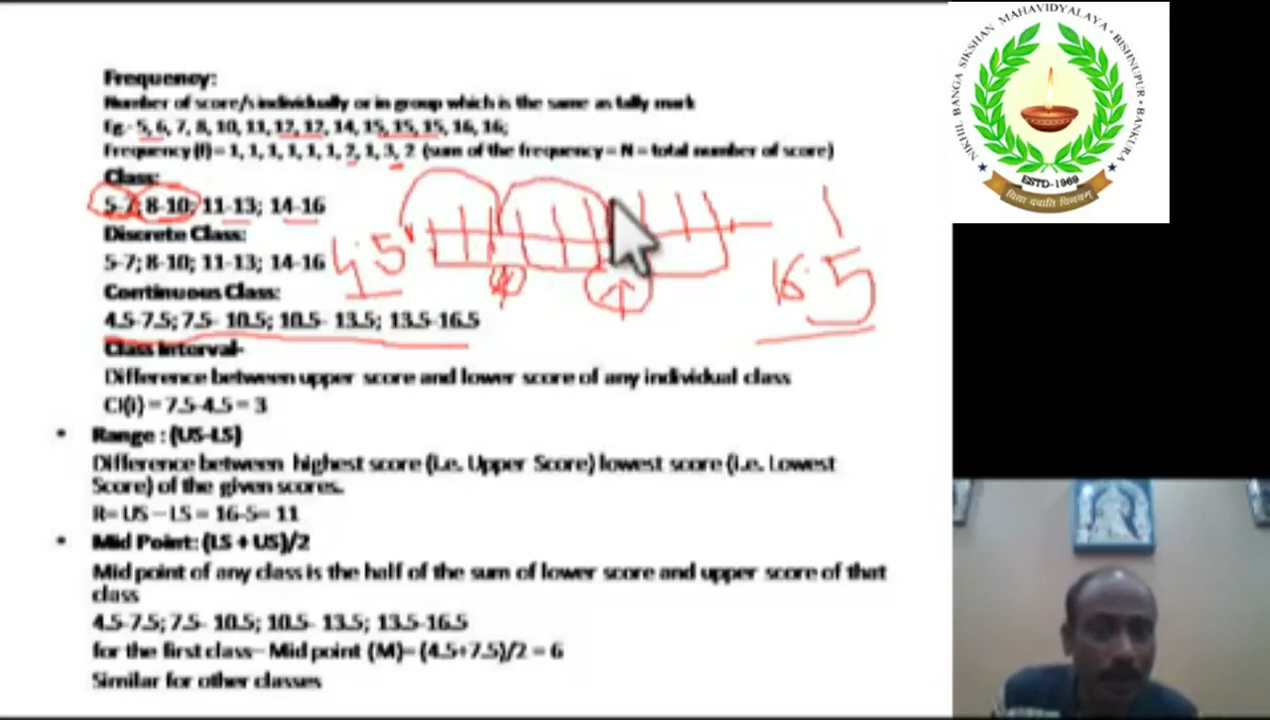 Frequency:
Number of score/s individually or in group which is the same as tally mark
Eg.- 5, 6, 7, 8, 10, 11, 12, 12, 14, 15, 15, 15, 16, 16;
Frequency (f)= 1, 1, 1, 1, 1, 1, 2, 1, 3, 2 (sum of the frequency = N = total number of score)
Class:
5-7; 8-10; 11-13; 14-16
Discrete Class:
5-7; 8-10; 11-13; 14-16
Continuous Class:
4.5-7.5; 7.5- 10.5; 10.5- 13.5; 13.5-16.5
Class Interval-
Difference between upper score and lower score of any individual class
CI(i) = 7.5-4.5 = 3
• Range : (US-LS)
Difference between highest score (i.e. Upper Score) lowest score (i.e. Lowest
Score) of the given scores.
R= US – LS = 16-5= 11
• Mid Point: (LS + US)/2
Mid point of any class is the half of the sum of lower score and upper score of that
class
4.5-7.5; 7.5- 10.5; 10.5- 13.5; 13.5-16.5
for the first class– Mid point (M)= (4.5+7.5)/2 = 6
Similar for other classes
4.5
16.5
NIKHIL BANGA SIKSHAN MAHAVIDYALAYA, BISHNUPUR, BANKURA
ESTD-1969
विद्या ददाति विनयम्